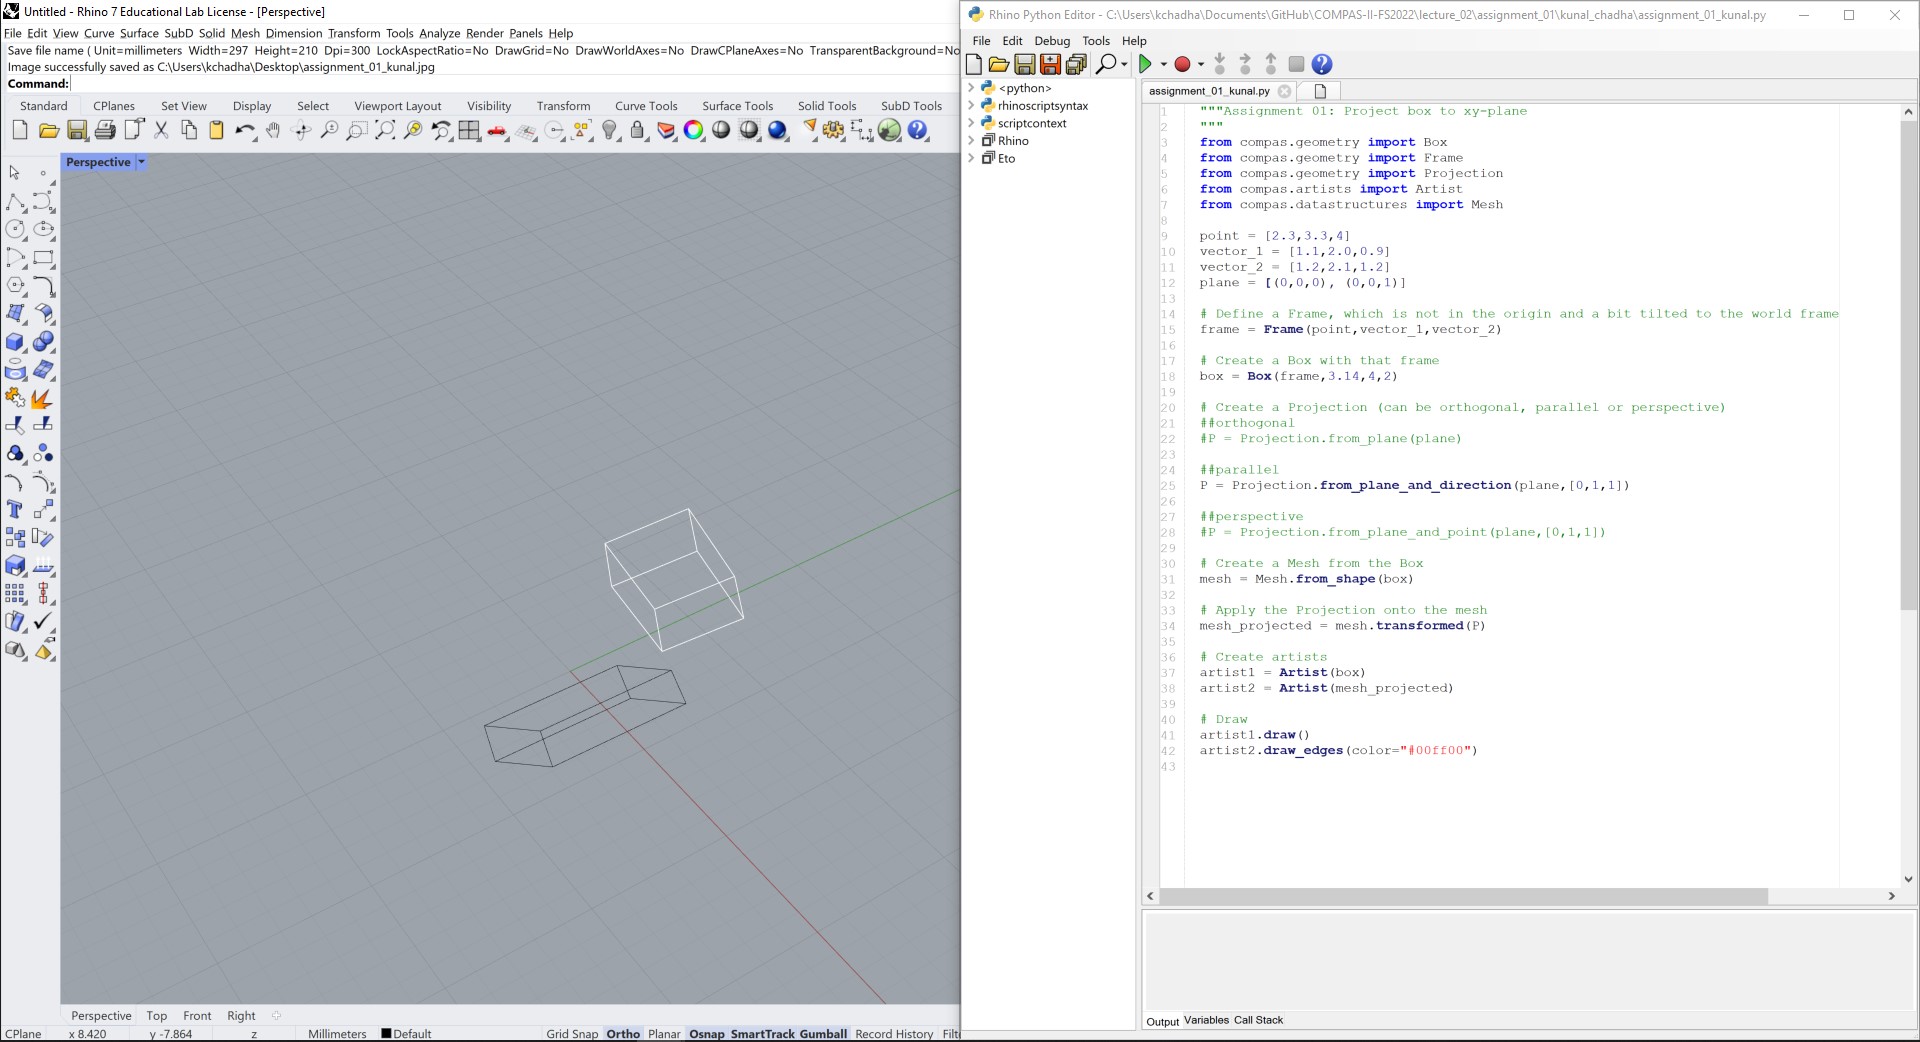 Untitled - Rhino 7 Educational Lab License - [Perspective]
File Edit View Curve Surface SubD Solid Mesh Dimension Transform Tools Analyze Render Panels Help
Save file name ( Unit=millimeters Width=297 Height=210 Dpi=300 LockAspectRatio=No DrawGrid=No DrawWorldAxes=No DrawCPlaneAxes=No TransparentBackground=No
Image successfully saved as C:\Users\kchadha\Desktop\assignment_01_kunal.jpg
Command:
Standard CPlanes Set View Display Select Viewport Layout Visibility Transform Curve Tools Surface Tools Solid Tools SubD Tools
Perspective
Perspective Top Front Right
CPlane x 8.420 y -7.864 z Millimeters Default Grid Snap Ortho Planar Osnap SmartTrack Gumball Record History Filt
Rhino Python Editor - C:\Users\kchadha\Documents\GitHub\COMPAS-II-FS2022\lecture_02\assignment_01\kunal_chadha\assignment_01_kunal.py
File Edit Debug Tools Help
<python>
rhinoscriptsyntax
scriptcontext
Rhino
Eto
assignment_01_kunal.py
1 """Assignment 01: Project box to xy-plane
2 """
3 from compas.geometry import Box
4 from compas.geometry import Frame
5 from compas.geometry import Projection
6 from compas.artists import Artist
7 from compas.datastructures import Mesh
8
9 point = [2.3,3.3,4]
10 vector_1 = [1.1,2.0,0.9]
11 vector_2 = [1.2,2.1,1.2]
12 plane = [(0,0,0), (0,0,1)]
13
14 # Define a Frame, which is not in the origin and a bit tilted to the world frame
15 frame = Frame(point,vector_1,vector_2)
16
17 # Create a Box with that frame
18 box = Box(frame,3.14,4,2)
19
20 # Create a Projection (can be orthogonal, parallel or perspective)
21 ##orthogonal
22 #P = Projection.from_plane(plane)
23
24 ##parallel
25 P = Projection.from_plane_and_direction(plane,[0,1,1])
26
27 ##perspective
28 #P = Projection.from_plane_and_point(plane,[0,1,1])
29
30 # Create a Mesh from the Box
31 mesh = Mesh.from_shape(box)
32
33 # Apply the Projection onto the mesh
34 mesh_projected = mesh.transformed(P)
35
36 # Create artists
37 artist1 = Artist(box)
38 artist2 = Artist(mesh_projected)
39
40 # Draw
41 artist1.draw()
42 artist2.draw_edges(color="#00ff00")
43
Output Variables Call Stack